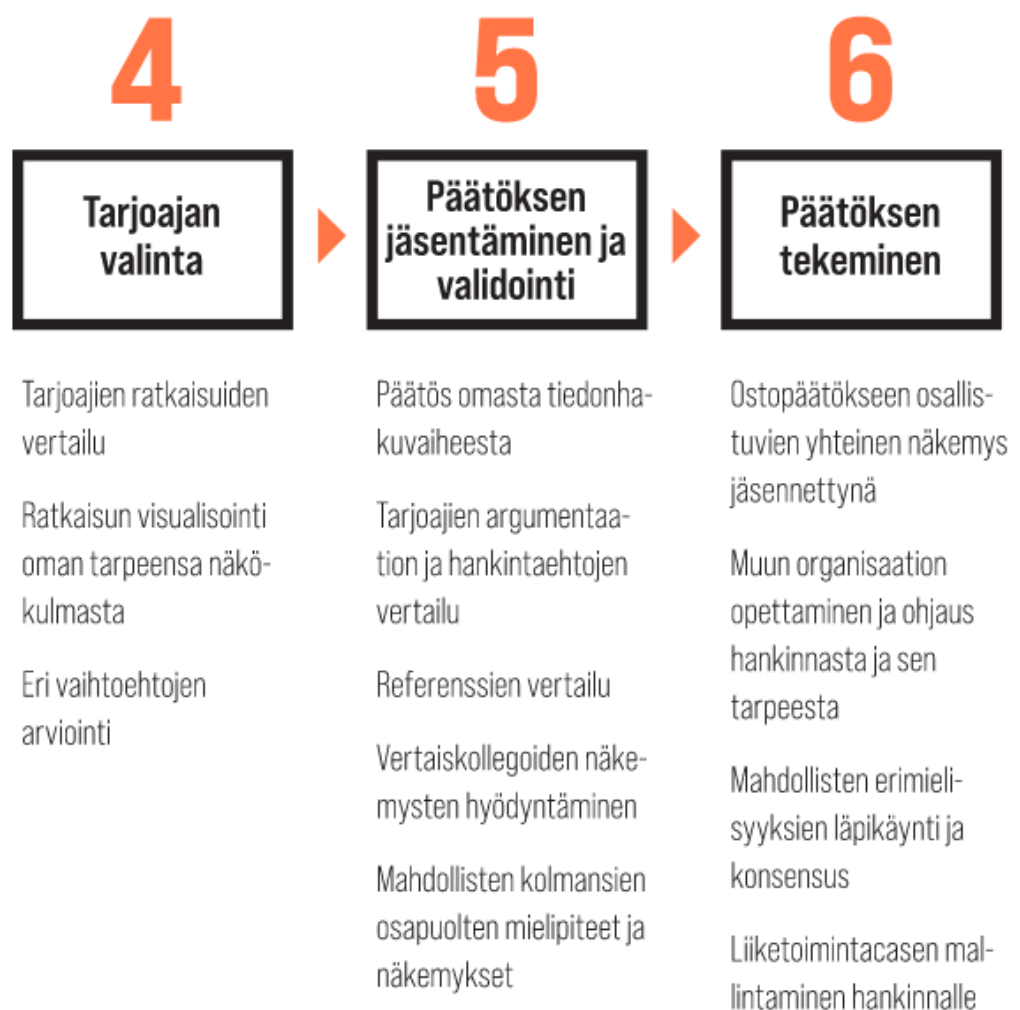 4
Tarjoajan
valinta
Tarjoajien ratkaisuiden
vertailu
Ratkaisun visualisointi
oman tarpeensa näkö-
kulmasta
Eri vaihtoehtojen
arviointi
5
Päätöksen
jäsentäminen ja
validointi
Päätös omasta tiedonha-
kuvaiheesta
Tarjoajien argumentaa-
tion ja hankintaehtojen
vertailu
Referenssien vertailu
Vertaiskollegoiden näke-
mysten hyödyntäminen
Mahdollisten kolmansien
osapuolten mielipiteet ja
näkemykset
6
Päätöksen
tekeminen
Ostopäätökseen osallis-
tuvien yhteinen näkemys
jäsennettynä
Muun organisaation
opettaminen ja ohjaus
hankinnasta ja sen
tarpeesta
Mahdollisten erimieli-
syyksien läpikäynti ja
konsensus
Liiketoimintacasen mal-
lintaminen hankinnalle